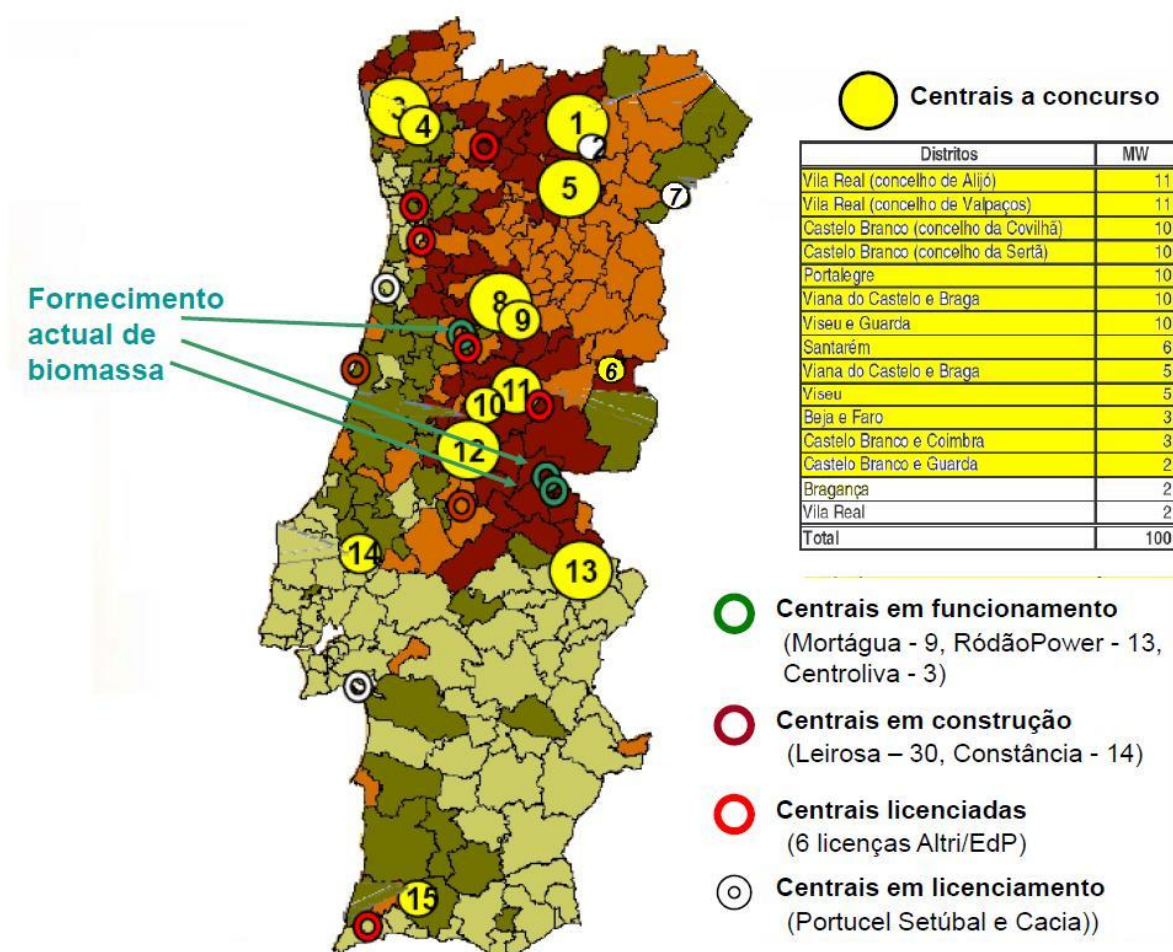 3
4
1
2
5
7
8
9
6
11
10
12
14
13
15
Fornecimento
actual de
biomassa
Centrais a concurso
Distritos MW
Vila Real (concelho de Alijó) 11
Vila Real (concelho de Valpaços) 11
Castelo Branco (concelho da Covilhã) 10
Castelo Branco (concelho da Sertã) 10
Portalegre 10
Viana do Castelo e Braga 10
Viseu e Guarda 10
Santarém 6
Viana do Castelo e Braga 5
Viseu 5
Beja e Faro 3
Castelo Branco e Coimbra 3
Castelo Branco e Guarda 2
Bragança 2
Vila Real 2
Total 100
Centrais em funcionamento
(Mortágua - 9, RódãoPower - 13,
Centroliva - 3)
Centrais em construção
(Leirosa – 30, Constância - 14)
Centrais licenciadas
(6 licenças Altri/EdP)
Centrais em licenciamento
(Portucel Setúbal e Cacia))